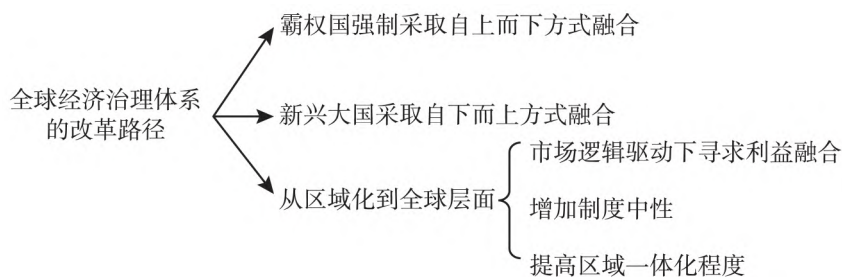 全球经济治理体系
的改革路径
霸权国强制采取自上而下方式融合
新兴大国采取自下而上方式融合
从区域化到全球层面
市场逻辑驱动下寻求利益融合
增加制度中性
提高区域一体化程度